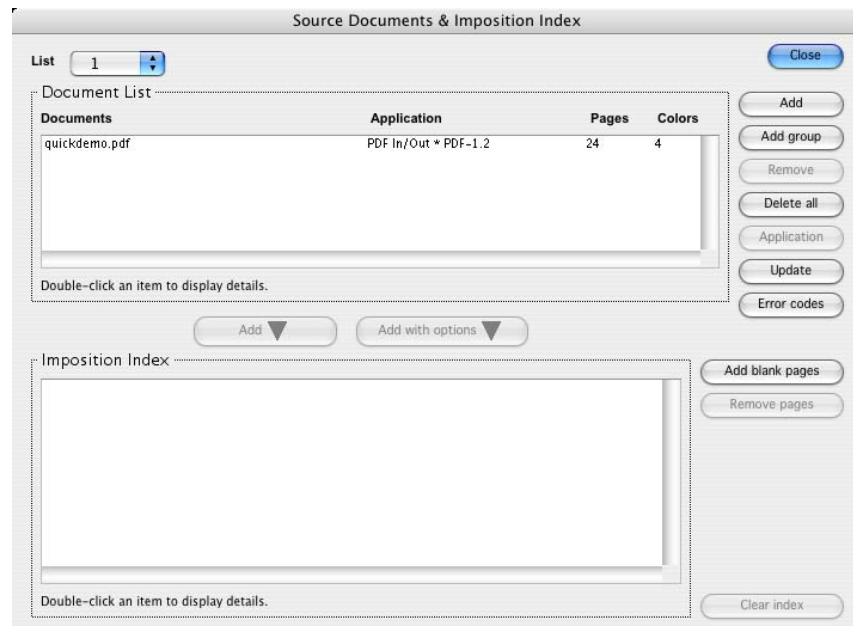 Source Documents & Imposition Index
List 1
Close
Document List
Documents Application Pages Colors
quickdemo.pdf PDF In/Out * PDF-1.2 24 4
Double-click an item to display details.
Add
Add group
Remove
Delete all
Application
Update
Error codes
Add Add with options
Imposition Index
Double-click an item to display details.
Add blank pages
Remove pages
Clear index